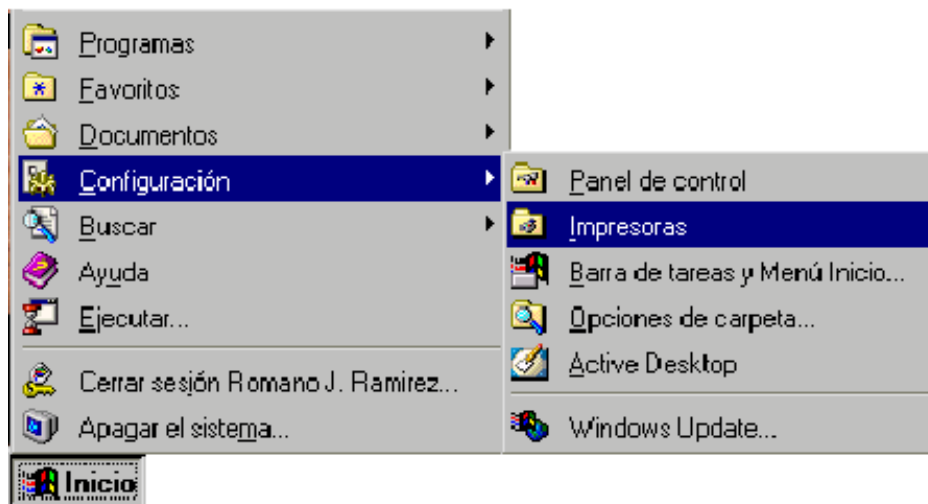 Programas
Favoritos
Documentos
Configuración
Buscar
Ayuda
Ejecutar...
Cerrar sesión Romano J. Ramirez...
Apagar el sistema...
Inicio
Panel de control
Impresoras
Barra de tareas y Menú Inicio...
Opciones de carpeta...
Active Desktop
Windows Update...